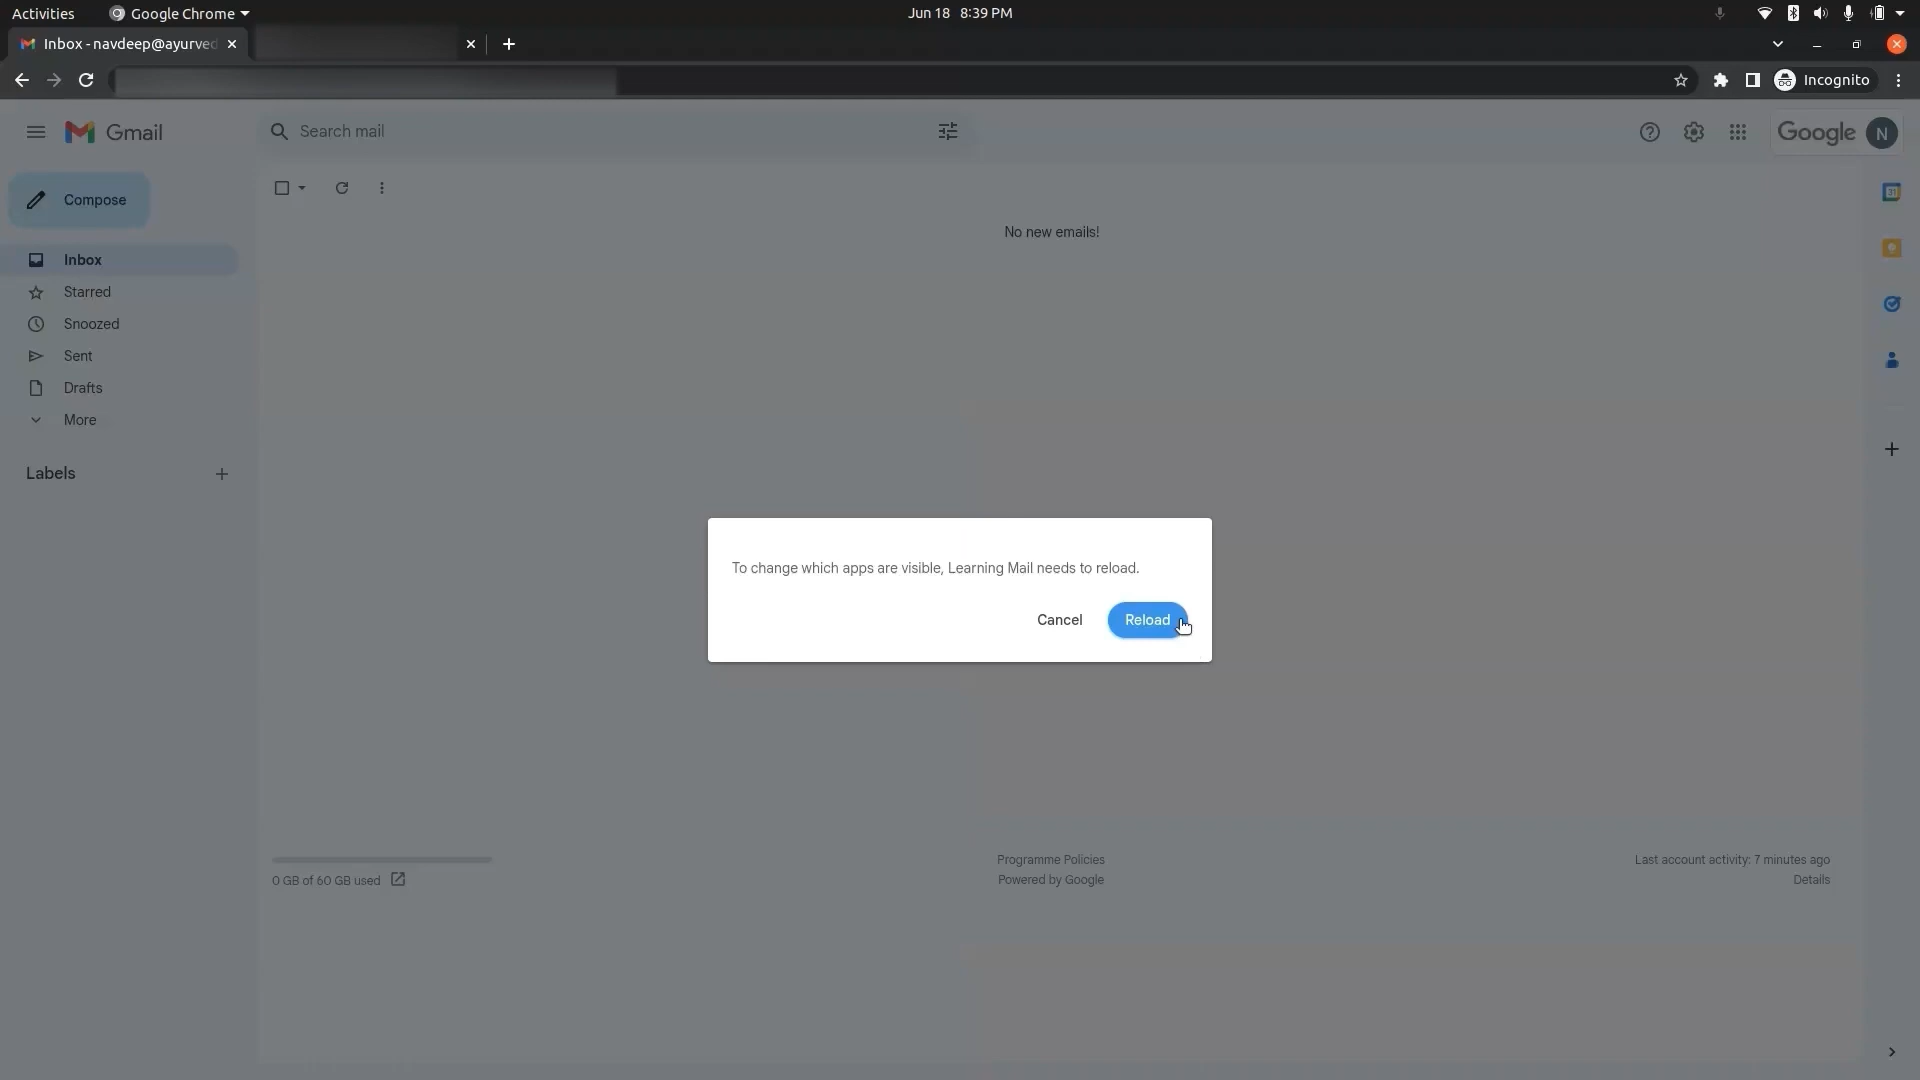 Activities
Google Chrome
Jun 18 8:39 PM
Inbox - navdeep@ayurved
Incognito
Gmail
Search mail
Google N
Compose
No new emails!
Inbox
Starred
Snoozed
Sent
Drafts
More
Labels
To change which apps are visible, Learning Mail needs to reload.
Cancel
Reload
0 GB of 60 GB used
Programme Policies
Powered by Google
Last account activity: 7 minutes ago
Details